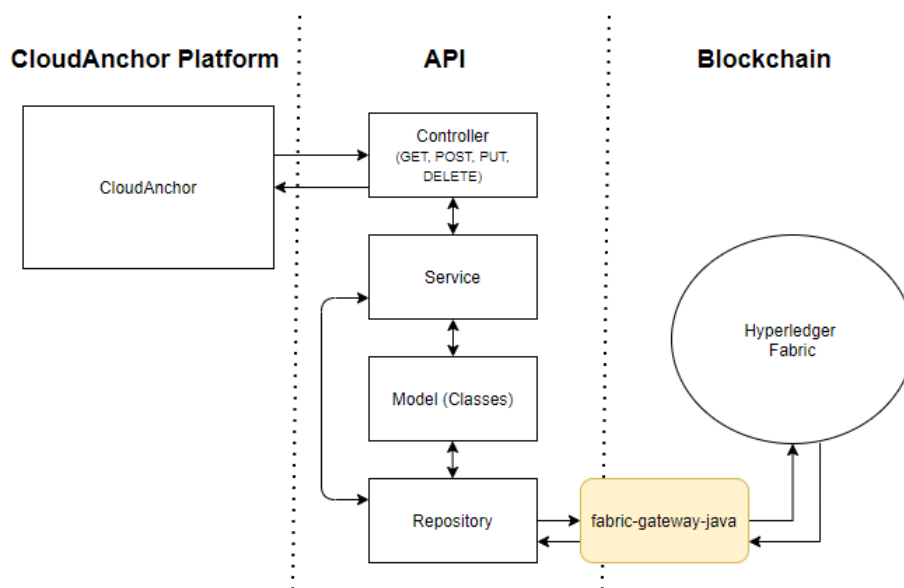 CloudAnchor Platform
API
Blockchain
CloudAnchor
Controller
(GET, POST, PUT,
DELETE)
Service
Hyperledger
Fabric
Model (Classes)
Repository
fabric-gateway-java